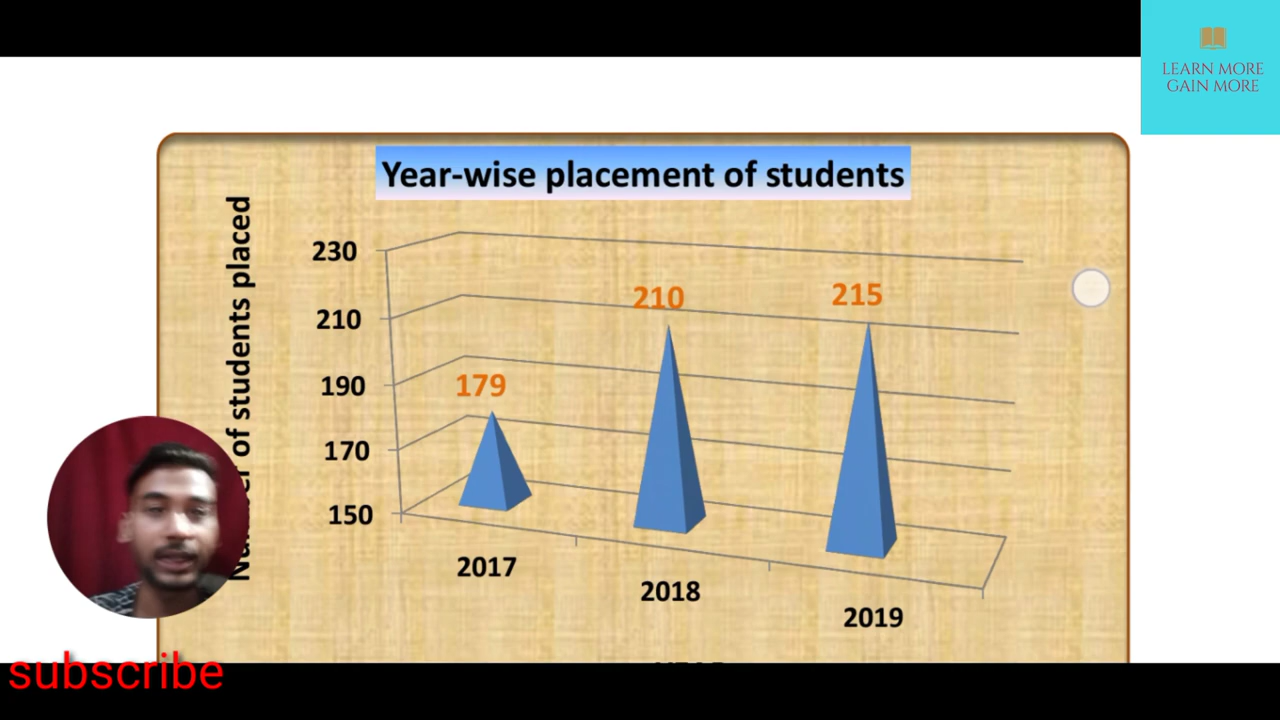 LEARN MORE
GAIN MORE
Year-wise placement of students
of students placed
230
210
190
170
150
179
210
215
2017
2018
2019
subscribe